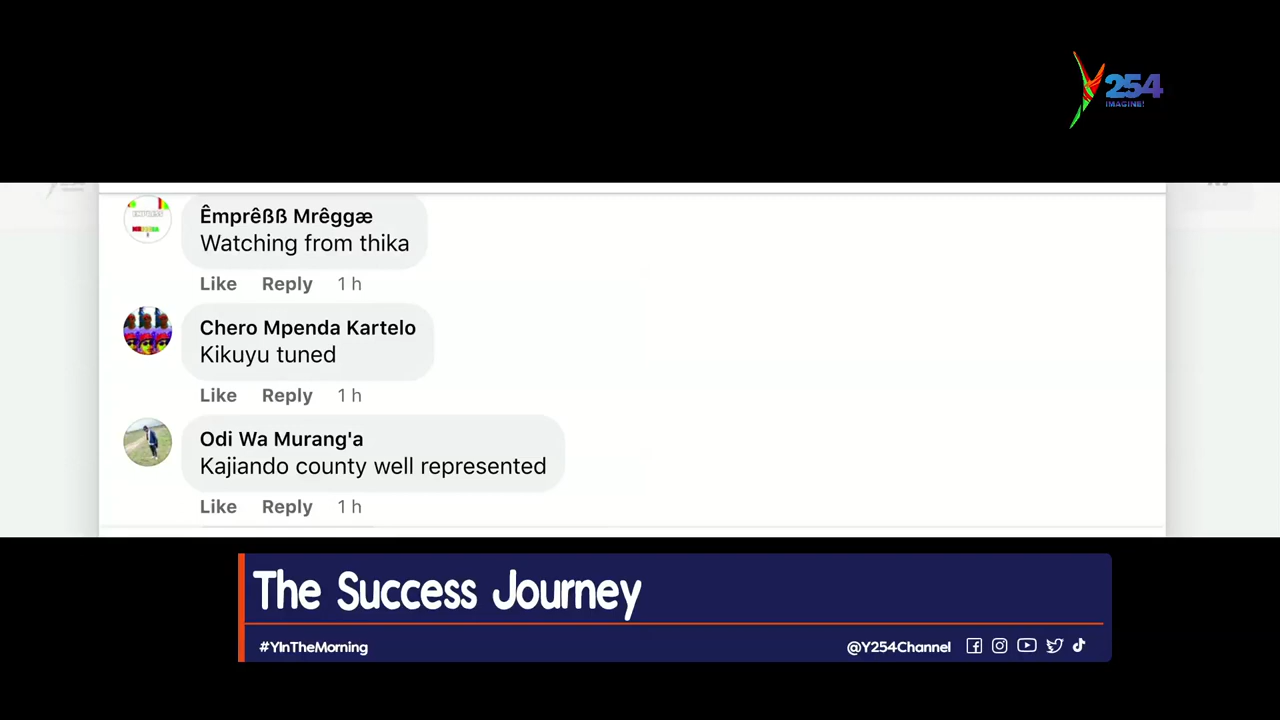 254
IMAGINE!
Êmprêßß Mrêggæ
Watching from thika
Like Reply 1 h
Chero Mpenda Kartelo
Kikuyu tuned
Like Reply 1 h
Odi Wa Murang'a
Kajiando county well represented
Like Reply 1 h
The Success Journey
#YInTheMorning
@Y254Channel